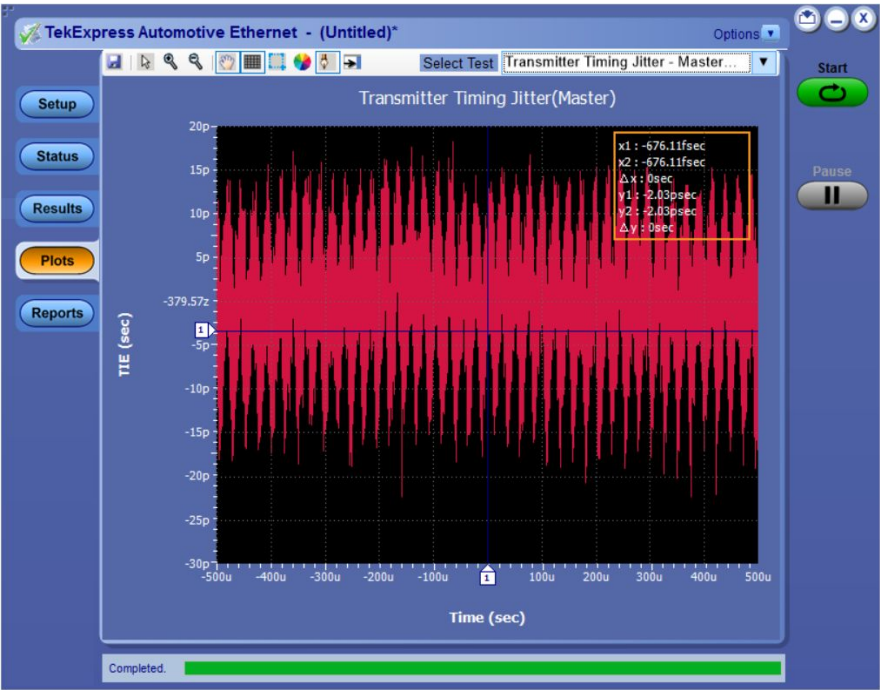 TekExpress Automotive Ethernet - (Untitled)*
Options
Select Test
Transmitter Timing Jitter - Master...
Start
Pause
Setup
Status
Results
Plots
Reports
Transmitter Timing Jitter(Master)
x1 : -676.11fsec
x2 : -676.11fsec
Δx : 0sec
y1 : -2.03psec
y2 : -2.03psec
Δy : 0sec
TIE (sec)
20p
15p
10p
5p
-379.57z
1
-5p
-10p
-15p
-20p
-25p
-30p
-500u -400u -300u -200u -100u 1 100u 200u 300u 400u 500u
Time (sec)
Completed.